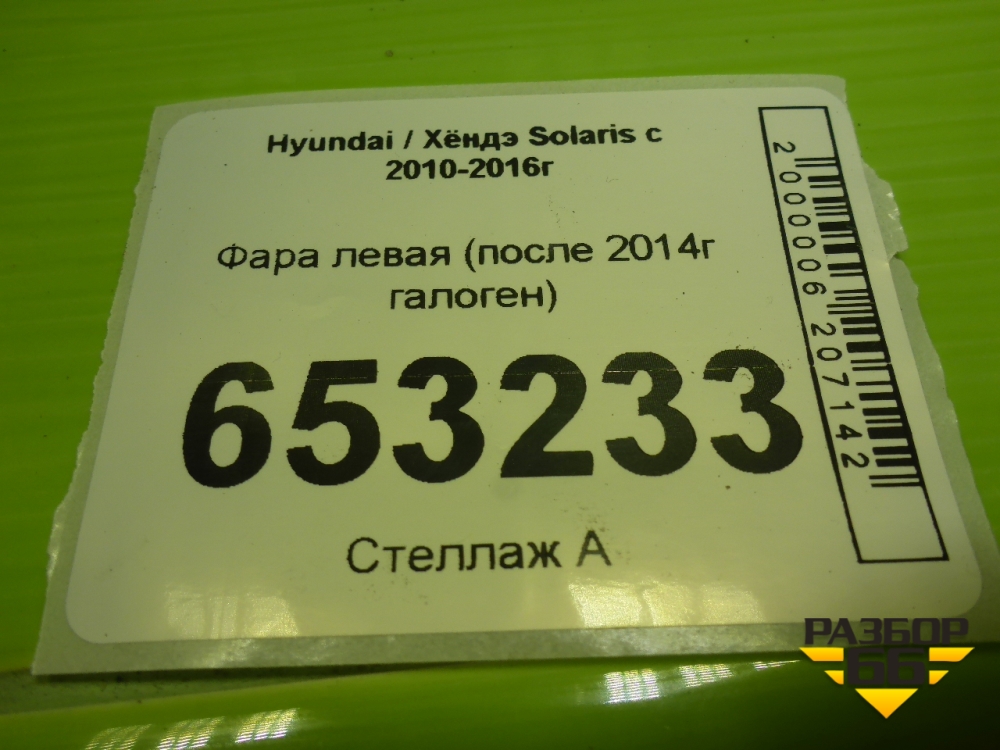 Hyundai / Хёндэ Solaris с
2010-2016г
Фара левая (после 2014г
галоген)
653233
Стеллаж А
2000006207142
РАЗБОР
66